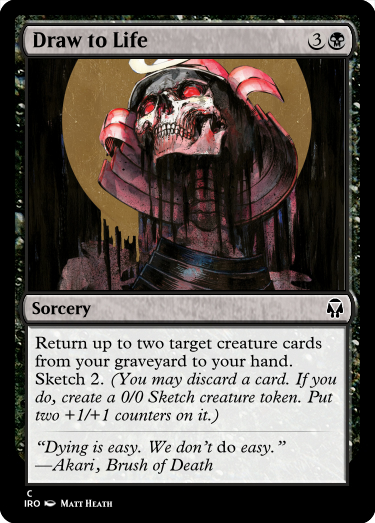 Draw to Life 3
Sorcery
Return up to two target creature cards
from your graveyard to your hand.
Sketch 2. (You may discard a card. If you
do, create a 0/0 Sketch creature token. Put
two +1/+1 counters on it.)
“Dying is easy. We don’t do easy.”
—Akari, Brush of Death
C
IRO Matt Heath